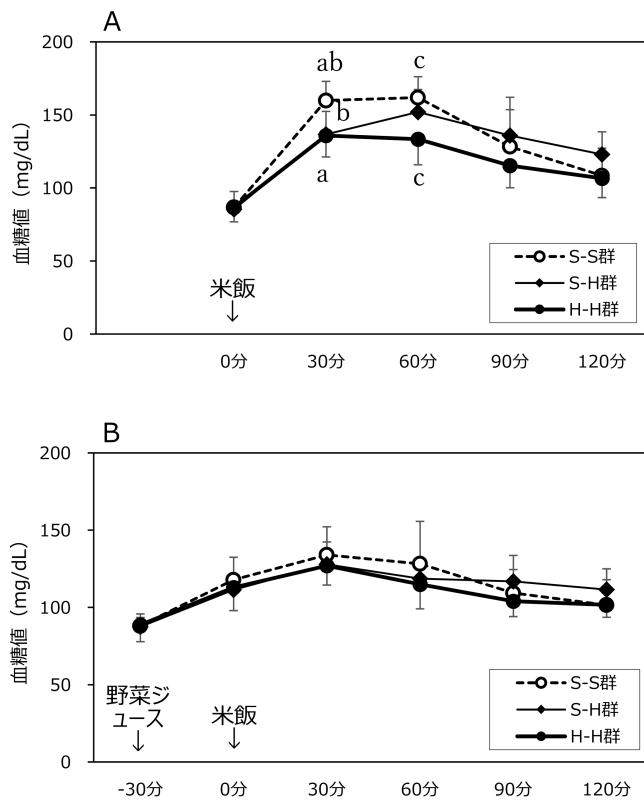 A
200
150
100
50
0
血糖値（mg/dL）
ab
c
b
a
c
米飯
↓
S-S群
S-H群
H-H群
0分 30分 60分 90分 120分
B
200
150
100
50
0
血糖値（mg/dL）
野菜ジ
ュース
↓
米飯
↓
S-S群
S-H群
H-H群
-30分 0分 30分 60分 90分 120分